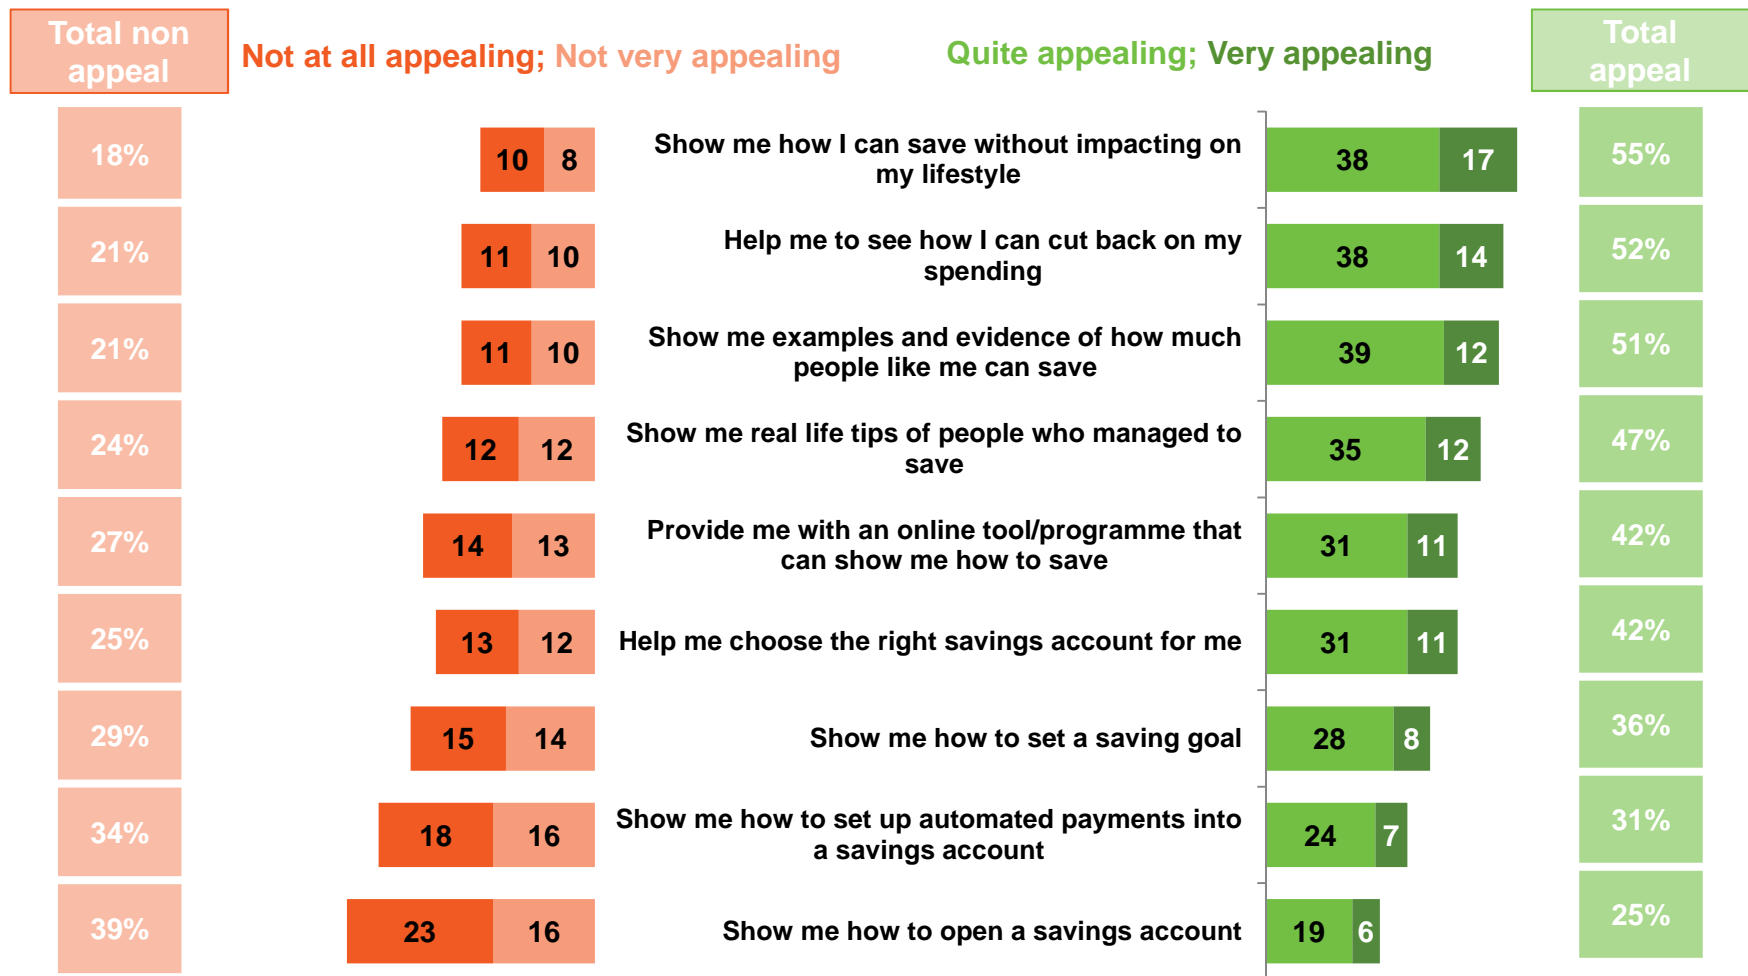 Total non
appeal
Not at all appealing; Not very appealing
Quite appealing; Very appealing
Total
appeal
18%
10 8
Show me how I can save without impacting on
my lifestyle
38 17
55%
21%
11 10
Help me to see how I can cut back on my
spending
38 14
52%
21%
11 10
Show me examples and evidence of how much
people like me can save
39 12
51%
24%
12 12
Show me real life tips of people who managed to
save
35 12
47%
27%
14 13
Provide me with an online tool/programme that
can show me how to save
31 11
42%
25%
13 12
Help me choose the right savings account for me
31 11
42%
29%
15 14
Show me how to set a saving goal
28 8
36%
34%
18 16
Show me how to set up automated payments into
a savings account
24 7
31%
39%
23 16
Show me how to open a savings account
19 6
25%